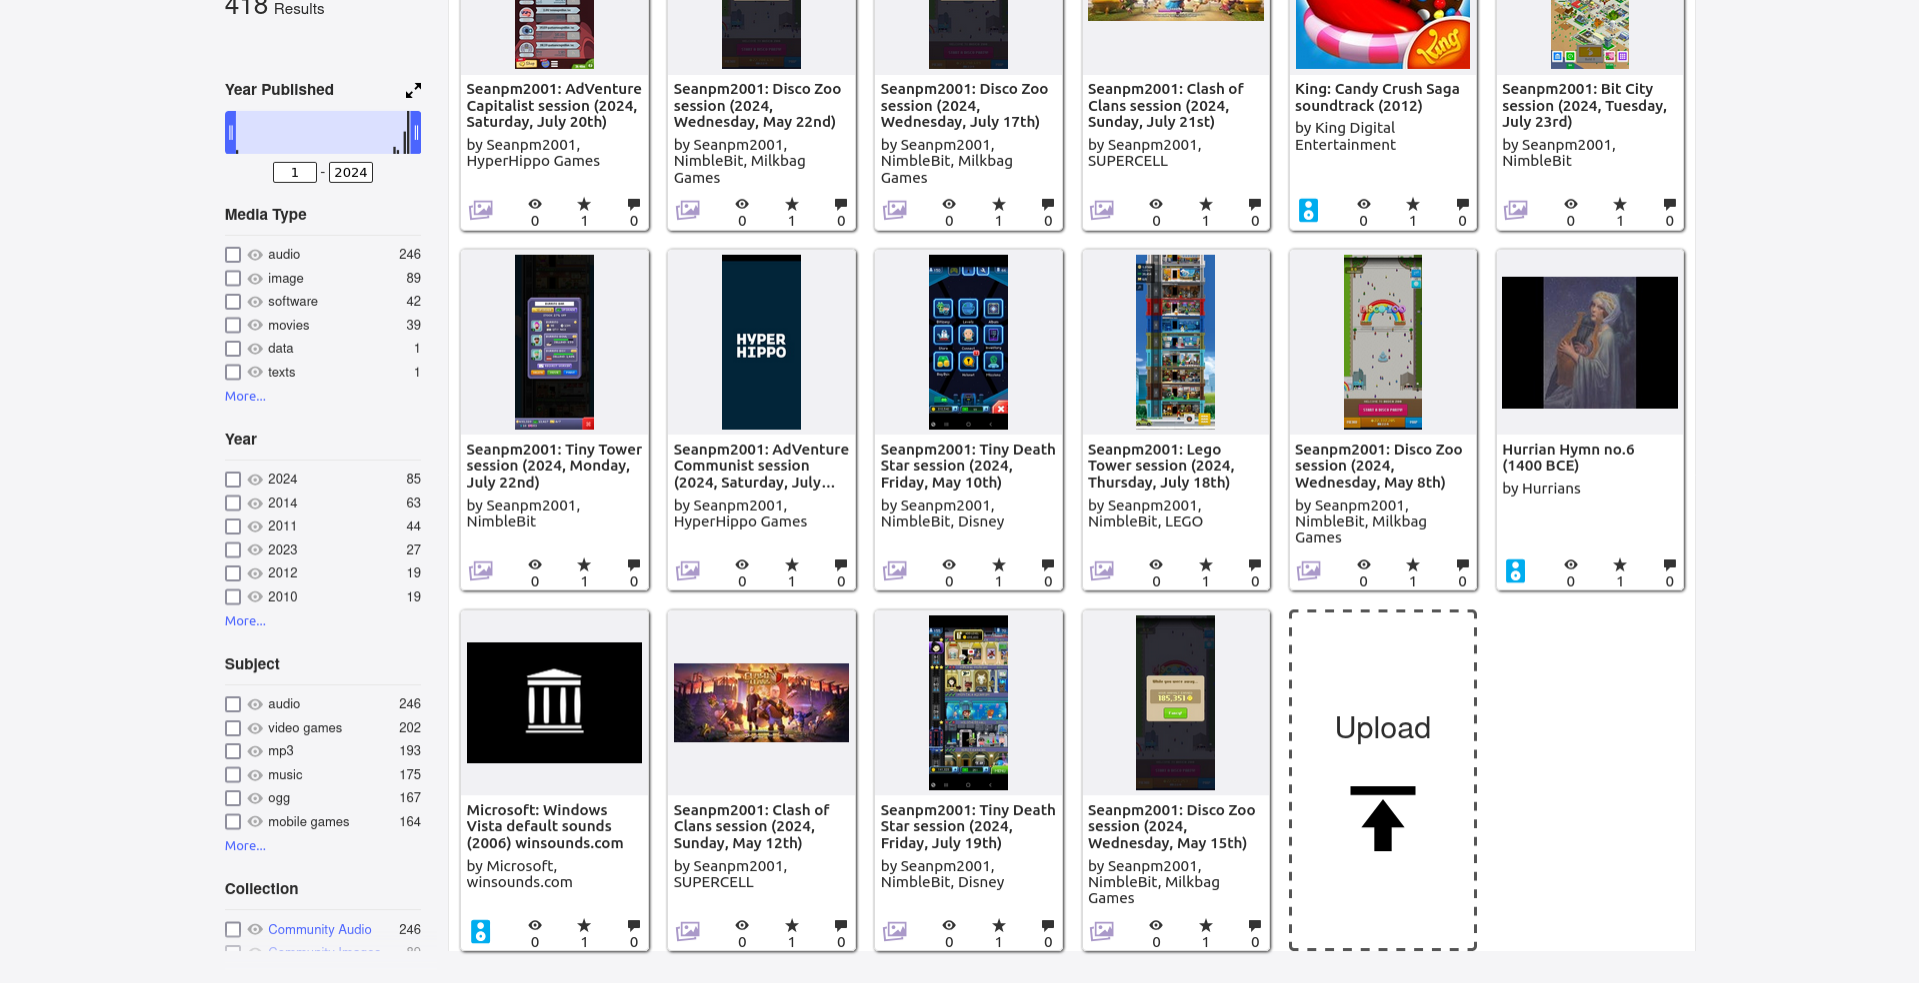 418 Results
Year Published
1 - 2024
Media Type
audio 246
image 89
software 42
movies 39
data 1
texts 1
More...
Year
2024 85
2014 63
2011 44
2023 27
2012 19
2010 19
More...
Subject
audio 246
video games 202
mp3 193
music 175
ogg 167
mobile games 164
More...
Collection
Community Audio 246
King
Seanpm2001: AdVenture
Capitalist session (2024,
Saturday, July 20th)
by Seanpm2001,
HyperHippo Games
0 1 0
Seanpm2001: Disco Zoo
session (2024,
Wednesday, May 22nd)
by Seanpm2001,
NimbleBit, Milkbag
Games
0 1 0
Seanpm2001: Disco Zoo
session (2024,
Wednesday, July 17th)
by Seanpm2001,
NimbleBit, Milkbag
Games
0 1 0
Seanpm2001: Clash of
Clans session (2024,
Sunday, July 21st)
by Seanpm2001,
SUPERCELL
0 1 0
King: Candy Crush Saga
soundtrack (2012)
by King Digital
Entertainment
0 1 0
Seanpm2001: Bit City
session (2024, Tuesday,
July 23rd)
by Seanpm2001,
NimbleBit
0 1 0
Seanpm2001: Tiny Tower
session (2024, Monday,
July 22nd)
by Seanpm2001,
NimbleBit
0 1 0
HYPER
HIPPO
Seanpm2001: AdVenture
Communist session
(2024, Saturday, July...
by Seanpm2001,
HyperHippo Games
0 1 0
Seanpm2001: Tiny Death
Star session (2024,
Friday, May 10th)
by Seanpm2001,
NimbleBit, Disney
0 1 0
Seanpm2001: Lego
Tower session (2024,
Thursday, July 18th)
by Seanpm2001,
NimbleBit, LEGO
0 1 0
DISCO ZOO
Seanpm2001: Disco Zoo
session (2024,
Wednesday, May 8th)
by Seanpm2001,
NimbleBit, Milkbag
Games
0 1 0
Hurrian Hymn no.6
(1400 BCE)
by Hurrians
0 1 0
Microsoft: Windows
Vista default sounds
(2006) winsounds.com
by Microsoft,
winsounds.com
0 1 0
Seanpm2001: Clash of
Clans session (2024,
Sunday, May 12th)
by Seanpm2001,
SUPERCELL
0 1 0
Seanpm2001: Tiny Death
Star session (2024,
Friday, July 19th)
by Seanpm2001,
NimbleBit, Disney
0 1 0
While you were away...
185,351
Seanpm2001: Disco Zoo
session (2024,
Wednesday, May 15th)
by Seanpm2001,
NimbleBit, Milkbag
Games
0 1 0
Upload